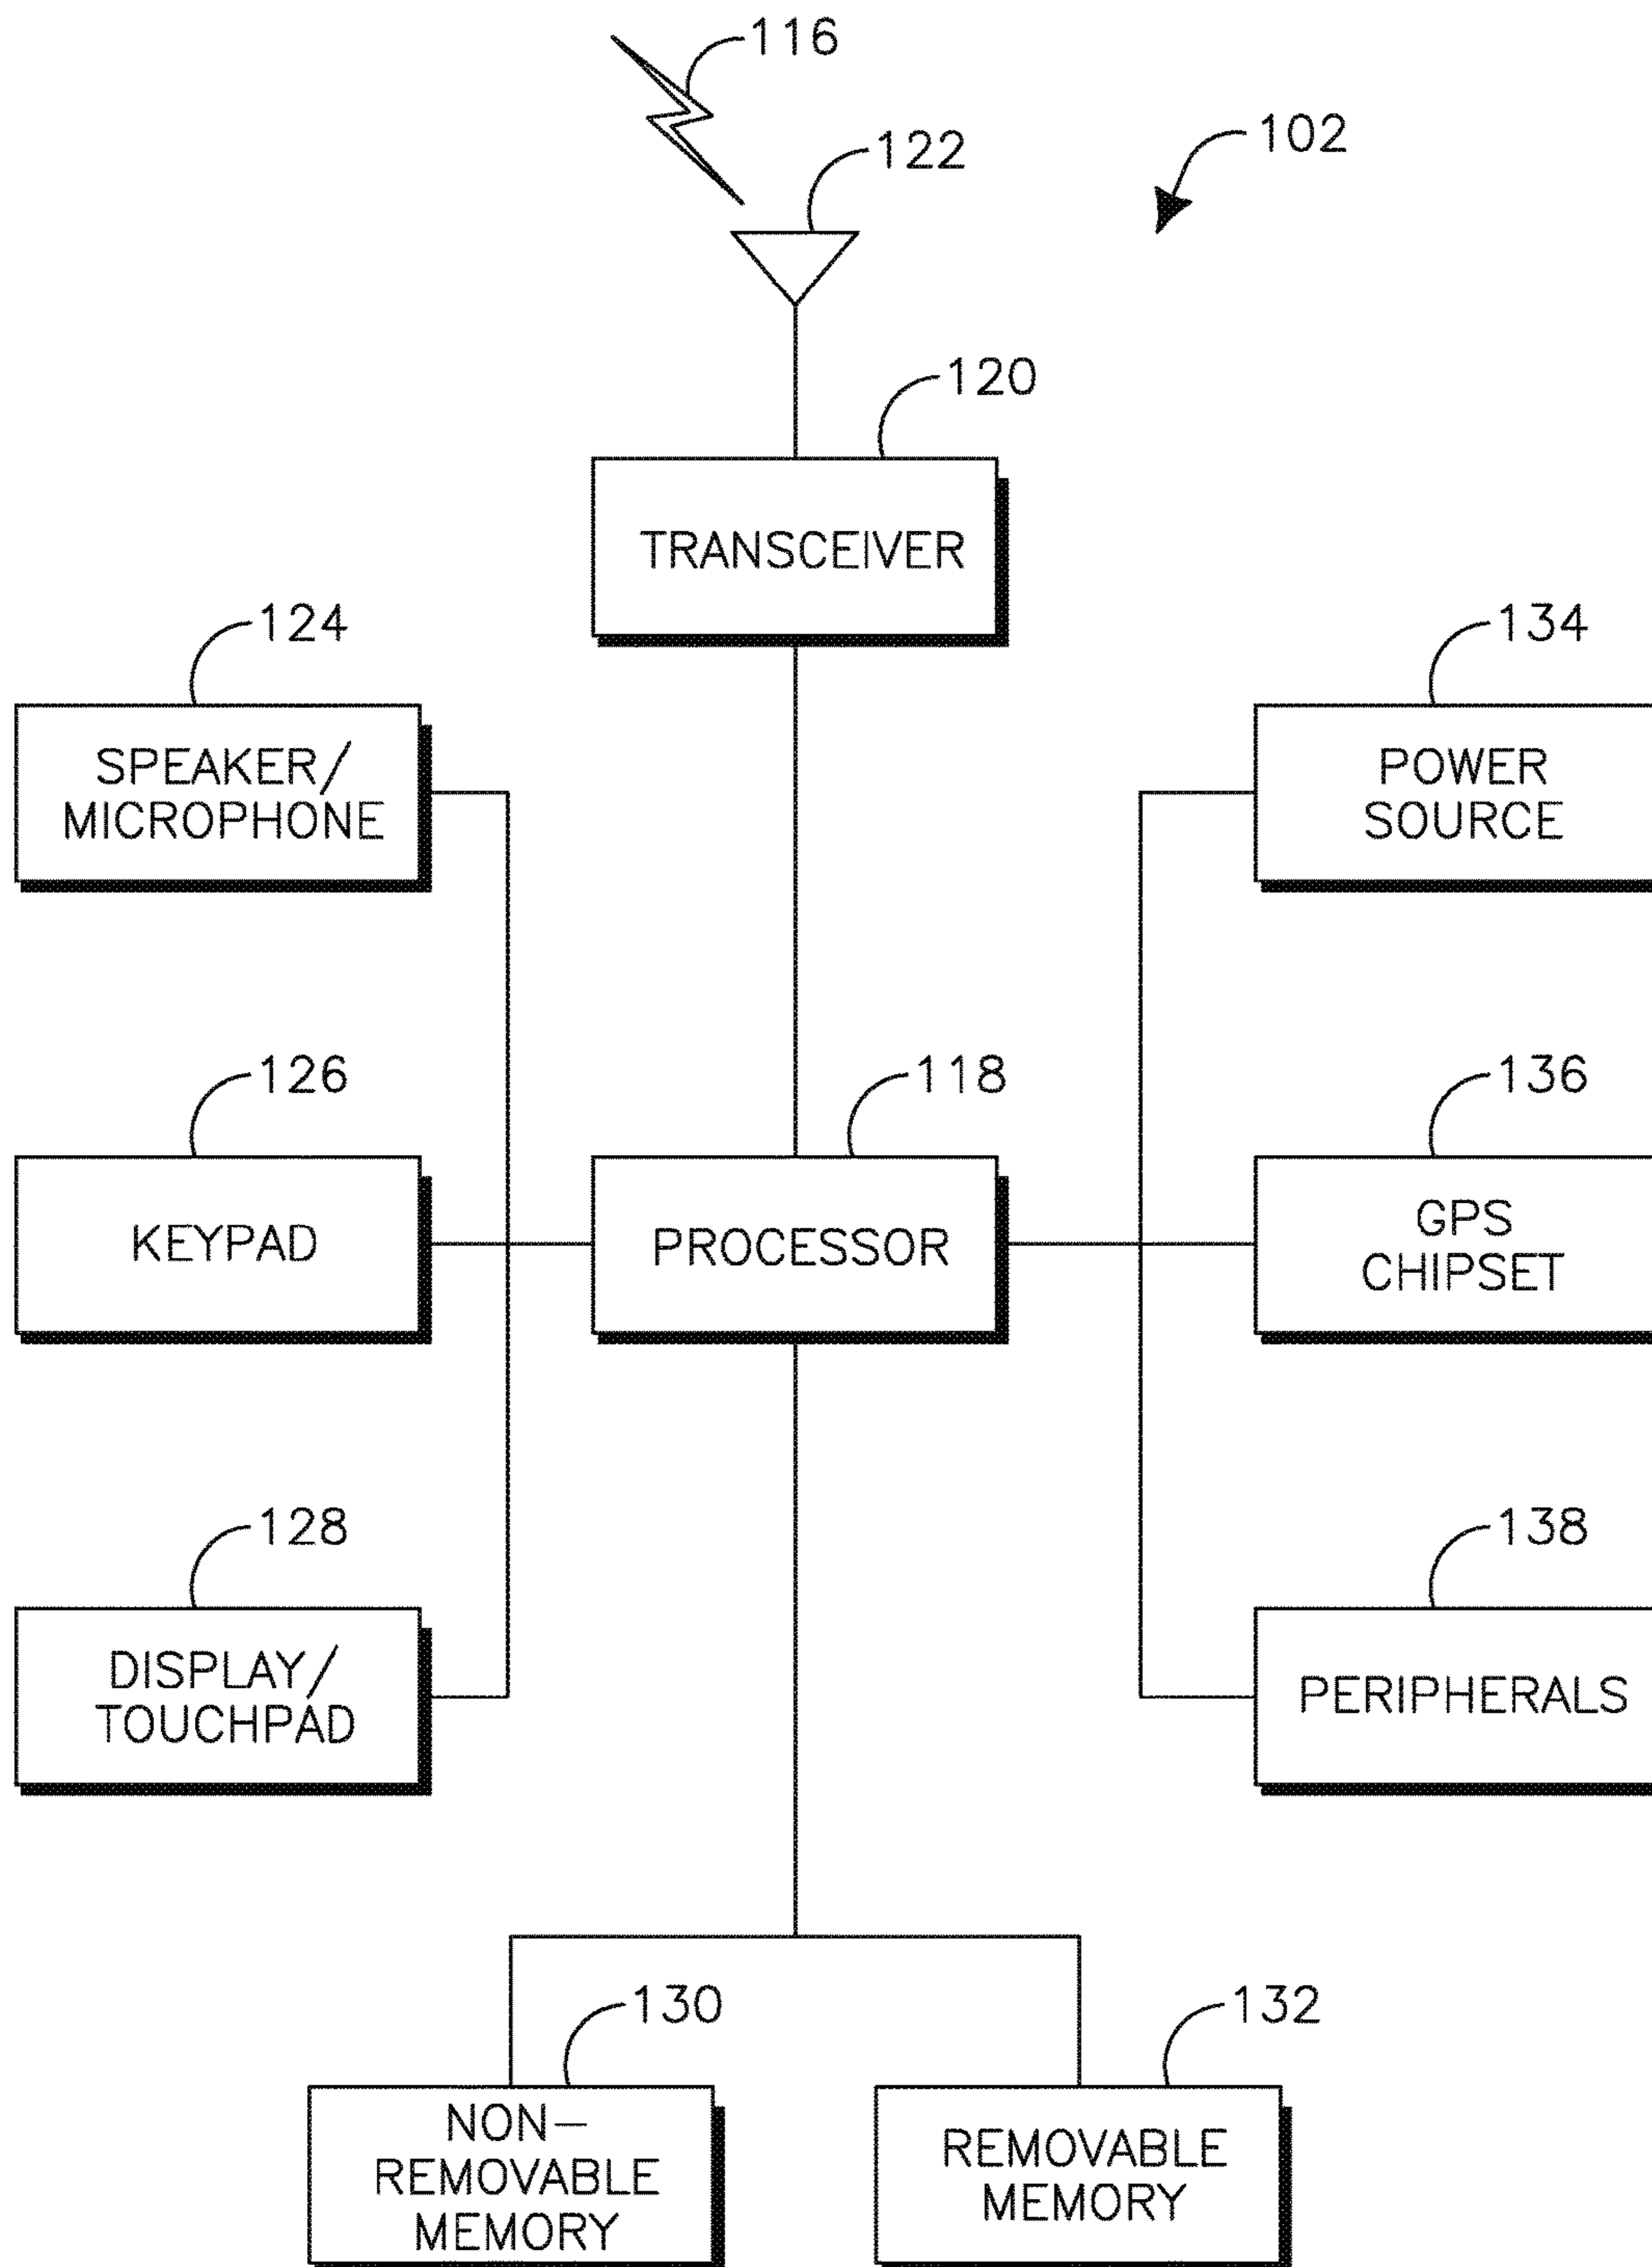 116
122
102
120
TRANSCEIVER
124
134
SPEAKER/
MICROPHONE
POWER
SOURCE
126
118
136
KEYPAD
PROCESSOR
GPS
CHIPSET
128
138
DISPLAY/
TOUCHPAD
PERIPHERALS
130
132
NON-
REMOVABLE
MEMORY
REMOVABLE
MEMORY